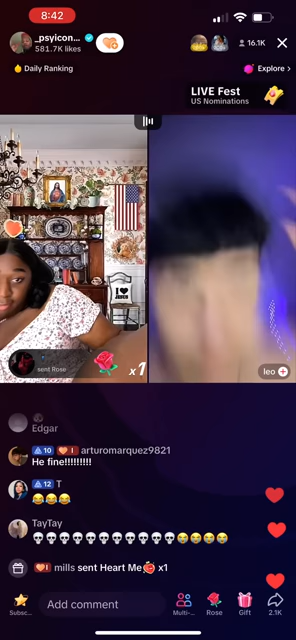 8:42
_psyicon...
581.7K likes
16.1K
Daily Ranking
Explore >
LIVE Fest
US Nominations
I ❤ JESUS
sent Rose
x1
leo
Edgar
10 I arturomarquez9821
He fine!!!!!!!!!
12 T
😂😂😂
TayTay
💀💀💀💀💀💀💀💀💀💀💀😭😭😭😭
I mills sent Heart Me x1
Subsc...
Add comment
Multi-...
Rose
Gift
2.1K